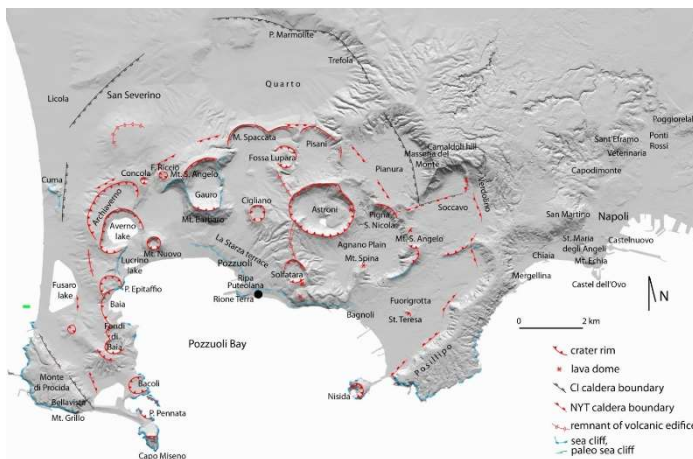 P. Marmolite
Trefola
Quarto
Licola
San Severino
Poggiorelale
Ponti
Rossi
Sant Eframo
Veterinaria
Capodimonte
M. Spaccata
Pisani
Fossa Lupara
Camaldoli hill
Masseria del
Monte
Pianura
Verdolino
Soccavo
F. Riccio
Concola
Mt. S. Angelo
Gauro
Mt. Barbaro
Cuma
Archiaverno
Averno
lake
Cigliano
Astroni
Pigna
S. Nicola
Agnano Plain
Mt. S. Angelo
Mt. Spina
San Martino
Napoli
St. Maria
degli Angeli
Castelnuovo
Chiaia
Mt. Echia
Mergellina
Castel dell'Ovo
Mt. Nuovo
Lucrino
lake
La Starza terrace
Pozzuoli
Ripa
Puteolana
Rione Terra
Solfatara
Fusaro
lake
P. Epitaffio
Baia
Fondi
di
Baia
Bagnoli
Fuorigrotta
St. Teresa
Posillipo
Pozzuoli Bay
Nisida
Monte
di Procida
Bellavista
Mt. Grillo
Bacoli
P. Pennata
Capo Miseno
N
0 2 km
crater rim
lava dome
CI caldera boundary
NYT caldera boundary
remnant of volcanic edifice
sea cliff,
paleo sea cliff